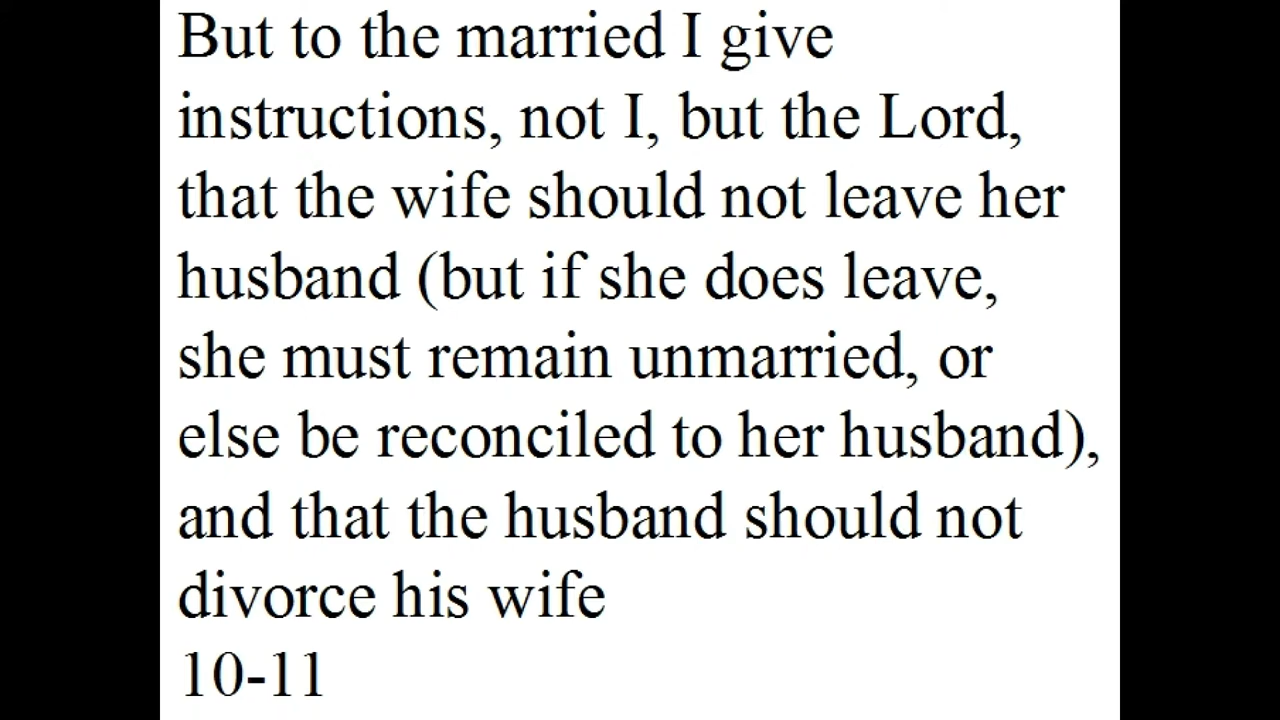 But to the married I give
instructions, not I, but the Lord,
that the wife should not leave her
husband (but if she does leave,
she must remain unmarried, or
else be reconciled to her husband),
and that the husband should not
divorce his wife
10-11